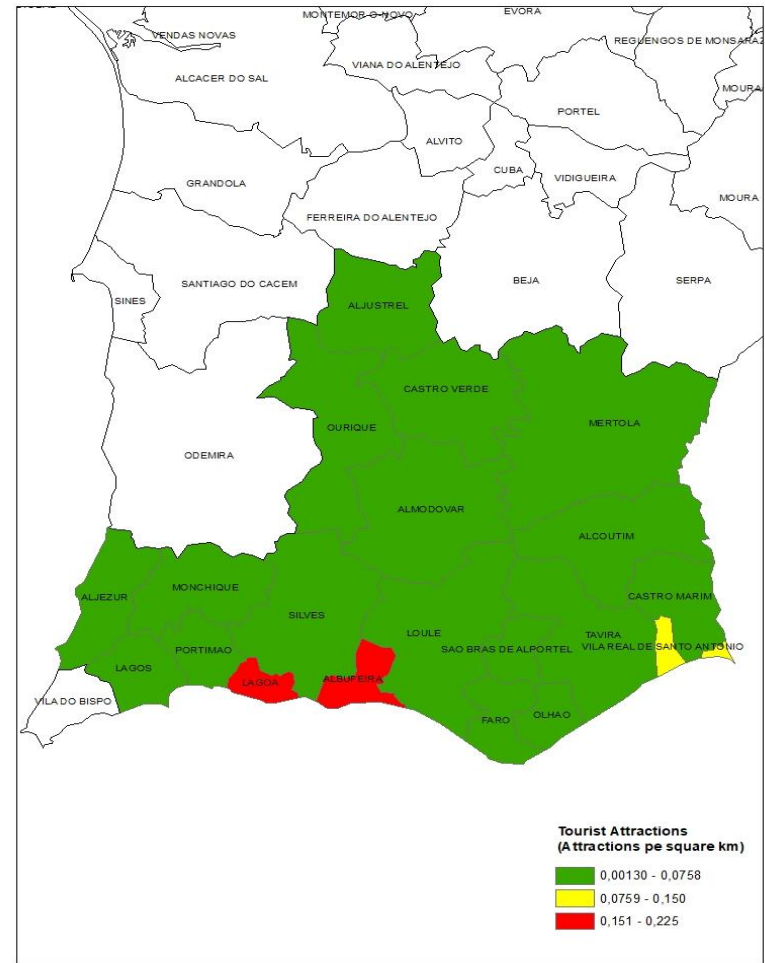 MONTEMOR-O-NOVO
EVORA
VENDAS NOVAS
REGUENGOS DE MONSARAZ
VIANA DO ALENTEJO
ALCACER DO SAL
MOURA
PORTEL
ALVITO
CUBA
VIDIGUEIRA
GRANDOLA
MOURA
FERREIRA DO ALENTEJO
SANTIAGO DO CACEM
BEJA
SERPA
SINES
ALJUSTREL
CASTRO VERDE
MERTOLA
OURIQUE
ODEMIRA
ALMODOVAR
ALCOUTIM
MONCHIQUE
ALJEZUR
CASTRO MARIM
SILVES
LOULE
TAVIRA
SAO BRAS DE ALPORTEL
VILA REAL DE SANTO ANTONIO
PORTIMAO
LAGOS
LAGOA
ALBUFEIRA
VILA DO BISPO
OLHAO
FARO
Tourist Attractions
(Attractions pe square km)
0,00130 - 0,0758
0,0759 - 0,150
0,151 - 0,225